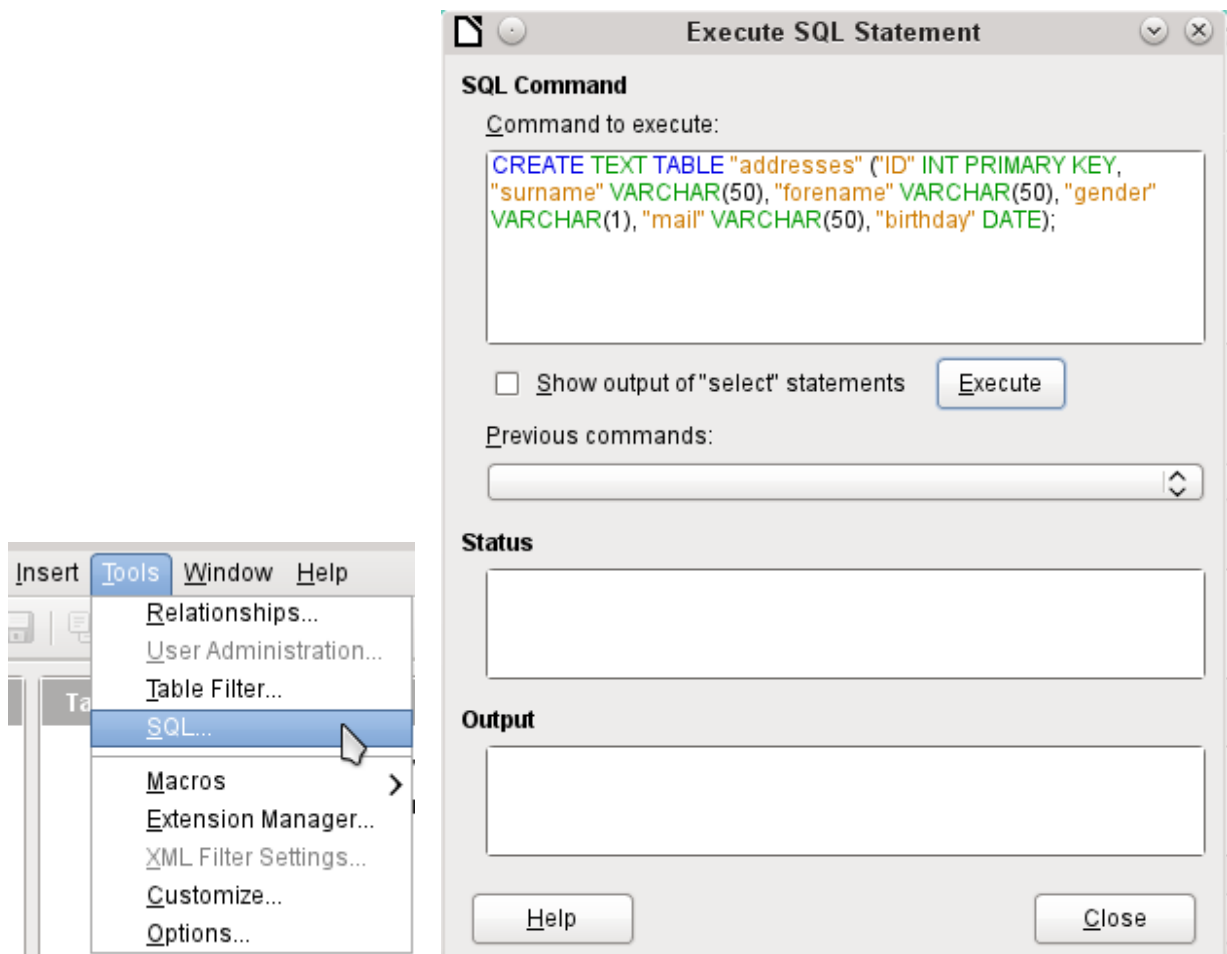 Execute SQL Statement
SQL Command
Command to execute:
CREATE TEXT TABLE "addresses" ("ID" INT PRIMARY KEY,
"surname" VARCHAR(50), "forename" VARCHAR(50), "gender"
VARCHAR(1), "mail" VARCHAR(50), "birthday" DATE);
Show output of "select" statements
Execute
Previous commands:
Status
Output
Help
Close
Insert Tools Window Help
Ta
Relationships...
User Administration...
Table Filter...
SQL...
Macros
Extension Manager...
XML Filter Settings...
Customize...
Options...